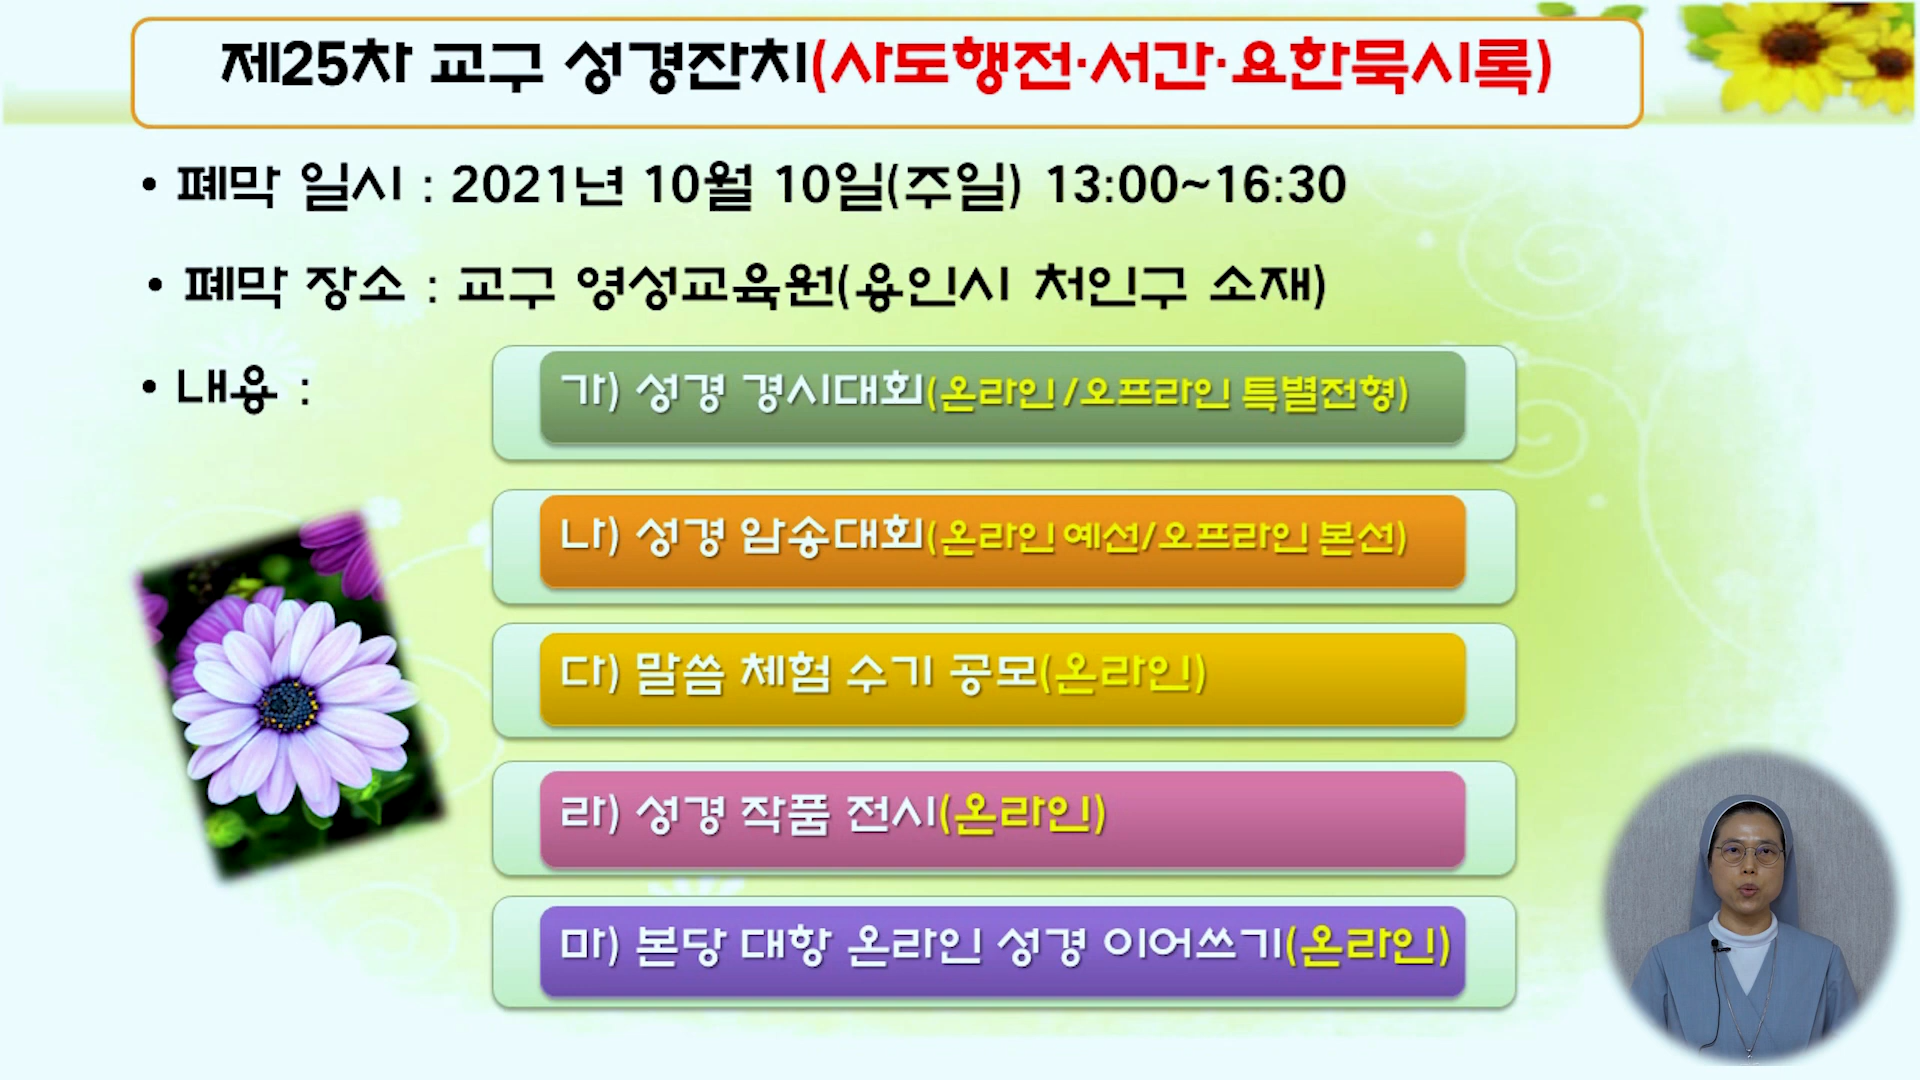 제25차 교구 성경잔치(사도행전·서간·요한묵시록)
• 폐막 일시 : 2021년 10월 10일(주일) 13:00~16:30
• 폐막 장소 : 교구 영성교육원(용인시 처인구 소재)
• 내용 :
가) 성경 경시대회(온라인/오프라인 특별전형)
나) 성경 암송대회(온라인 예선/오프라인 본선)
다) 말씀 체험 수기 공모(온라인)
라) 성경 작품 전시(온라인)
마) 본당 대항 온라인 성경 이어쓰기(온라인)